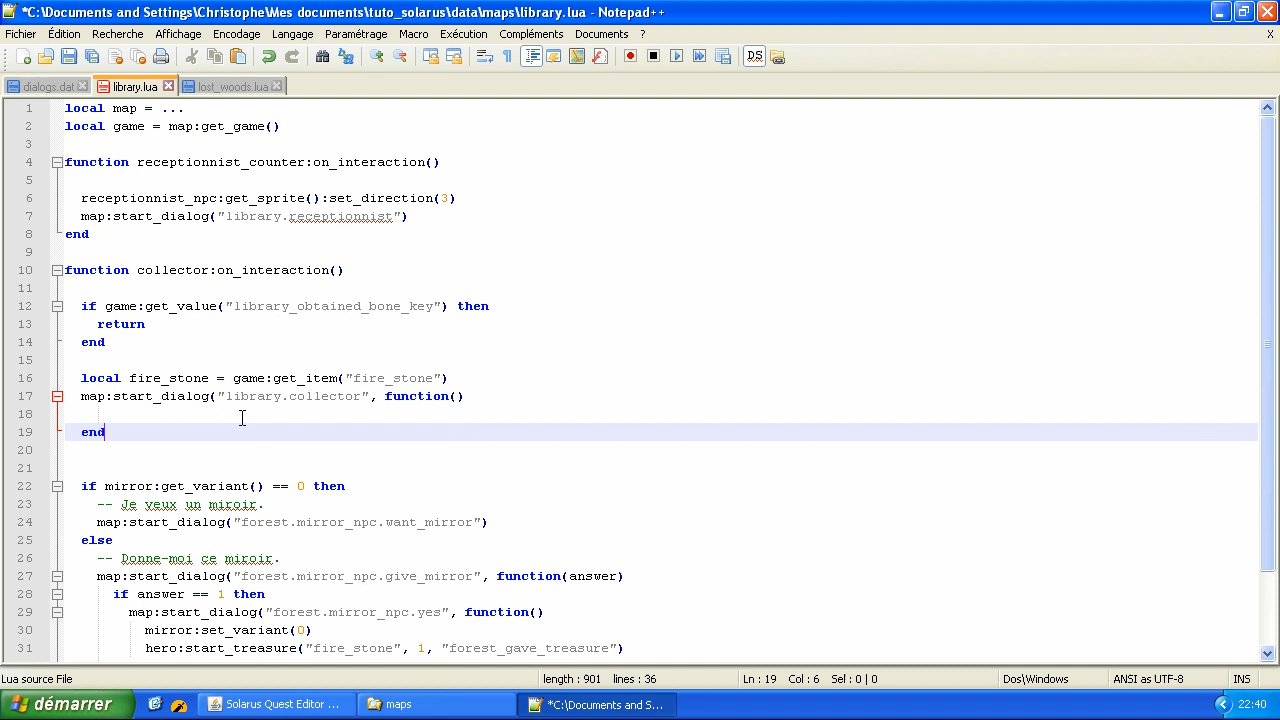 *C:\Documents and Settings\Christophe\Mes documents\tuto_solarus\data\maps\library.lua - Notepad++
Fichier Édition Recherche Affichage Encodage Langage Paramétrage Macro Exécution Compléments Documents ? X
dialogs.dat library.lua lost_woods.lua
1 local map = ...
2 local game = map:get_game()
3
4 function receptionnist_counter:on_interaction()
5
6 receptionnist_npc:get_sprite():set_direction(3)
7 map:start_dialog("library.receptionnist")
8 end
9
10 function collector:on_interaction()
11
12 if game:get_value("library_obtained_bone_key") then
13 return
14 end
15
16 local fire_stone = game:get_item("fire_stone")
17 map:start_dialog("library.collector", function()
18
19 end
20
21
22 if mirror:get_variant() == 0 then
23 -- Je veux un miroir.
24 map:start_dialog("forest.mirror_npc.want_mirror")
25 else
26 -- Donne-moi ce miroir.
27 map:start_dialog("forest.mirror_npc.give_mirror", function(answer)
28 if answer == 1 then
29 map:start_dialog("forest.mirror_npc.yes", function()
30 mirror:set_variant(0)
31 hero:start_treasure("fire_stone", 1, "forest_gave_treasure")
Lua source File length : 901 lines : 36 Ln : 19 Col : 6 Sel : 0 | 0 Dos\Windows ANSI as UTF-8 INS
démarrer Solarus Quest Editor ... maps *C:\Documents and S... 22:40